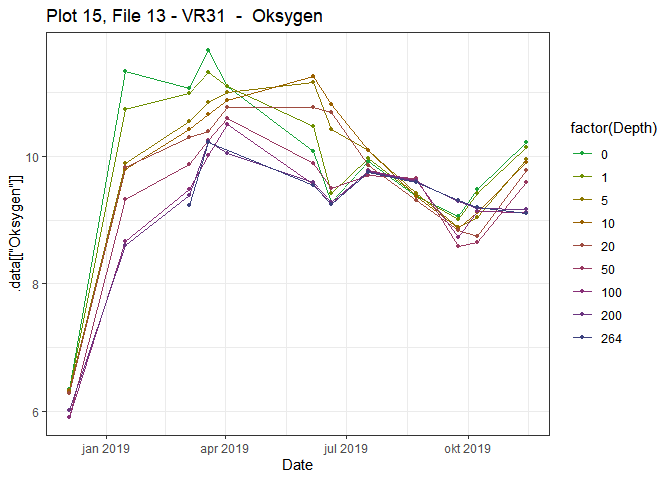 Plot 15, File 13 - VR31  -  Oksygen
.data[["Oksygen"]]
10
8
6
jan 2019
apr 2019
jul 2019
okt 2019
Date
factor(Depth)
0
1
5
10
20
50
100
200
264